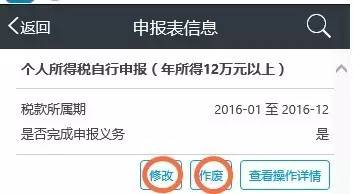 返回 申报表信息
个人所得税自行申报（年所得12万元以上）
税款所属期 2016-01 至 2016-12
是否完成申报义务 是
修改 作废 查看操作详情